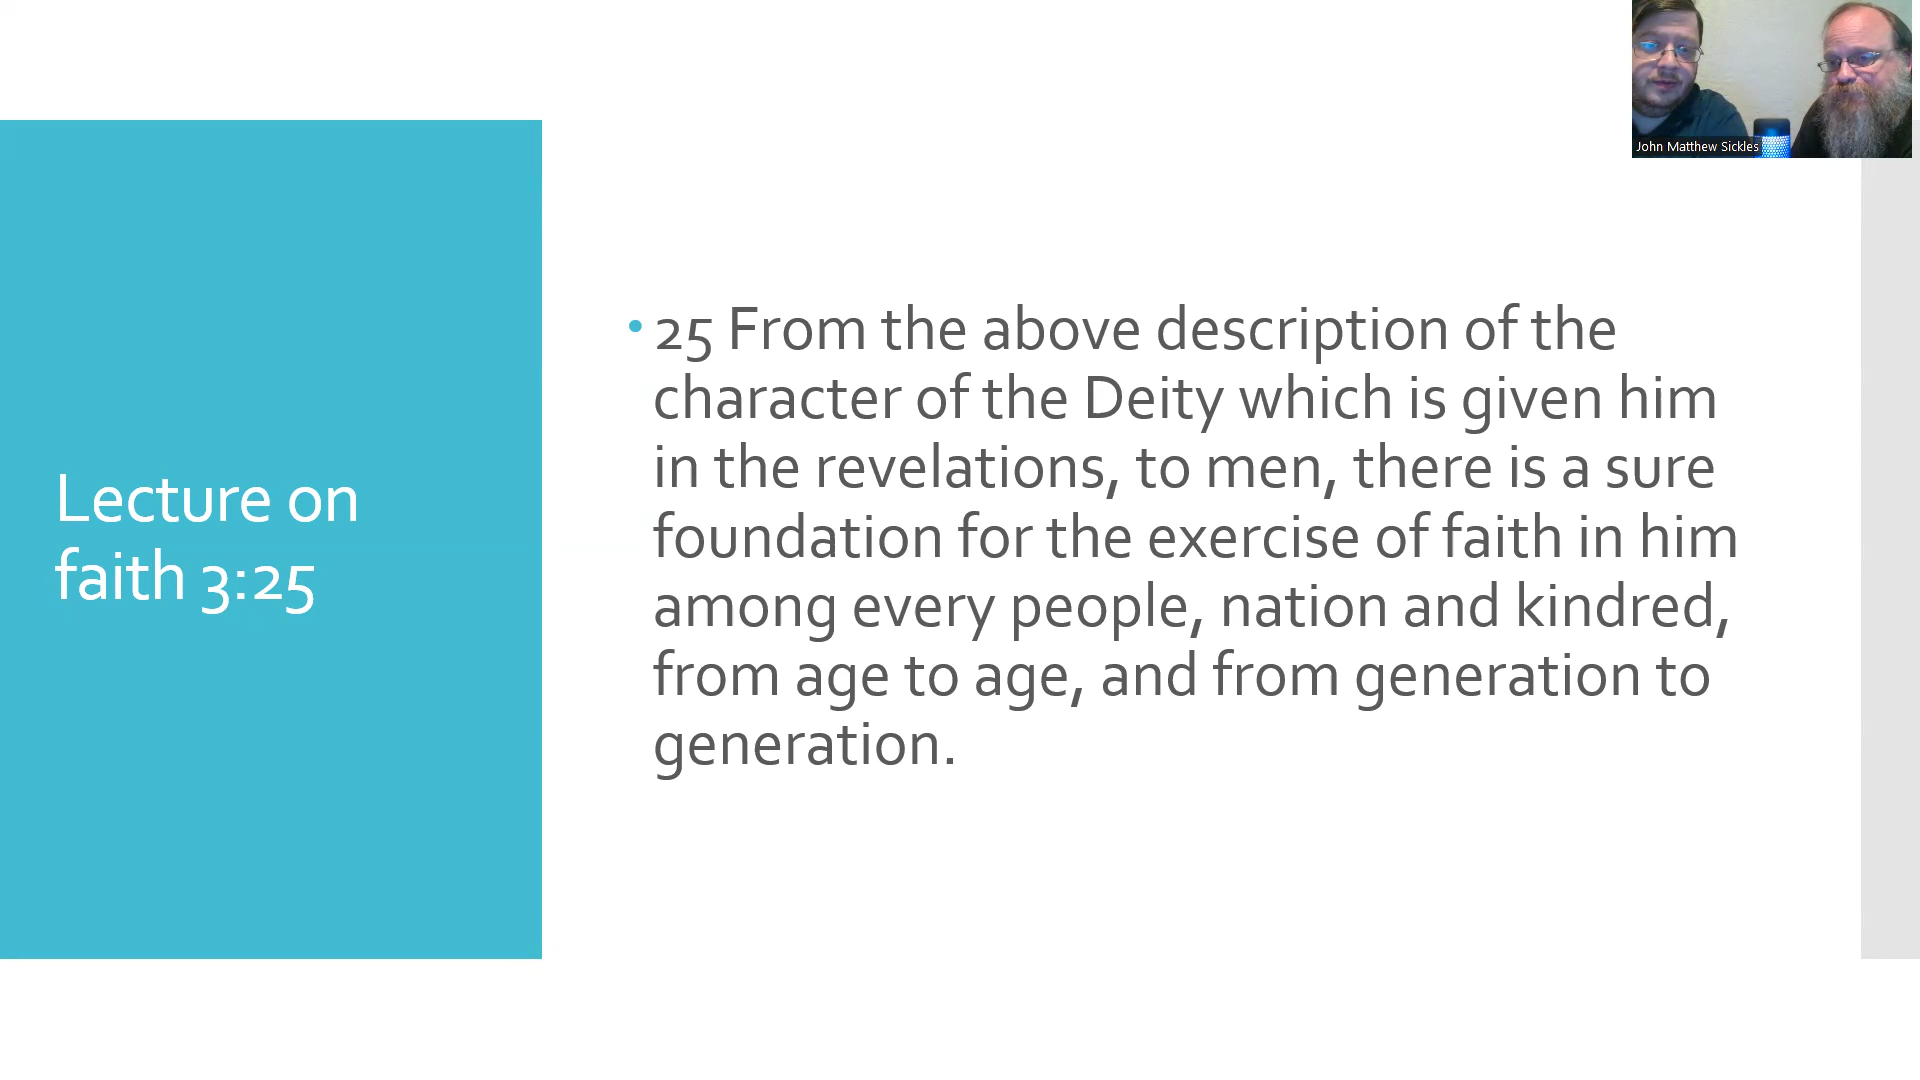 John Matthew Sickles
Lecture on
faith 3:25
• 25 From the above description of the
character of the Deity which is given him
in the revelations, to men, there is a sure
foundation for the exercise of faith in him
among every people, nation and kindred,
from age to age, and from generation to
generation.